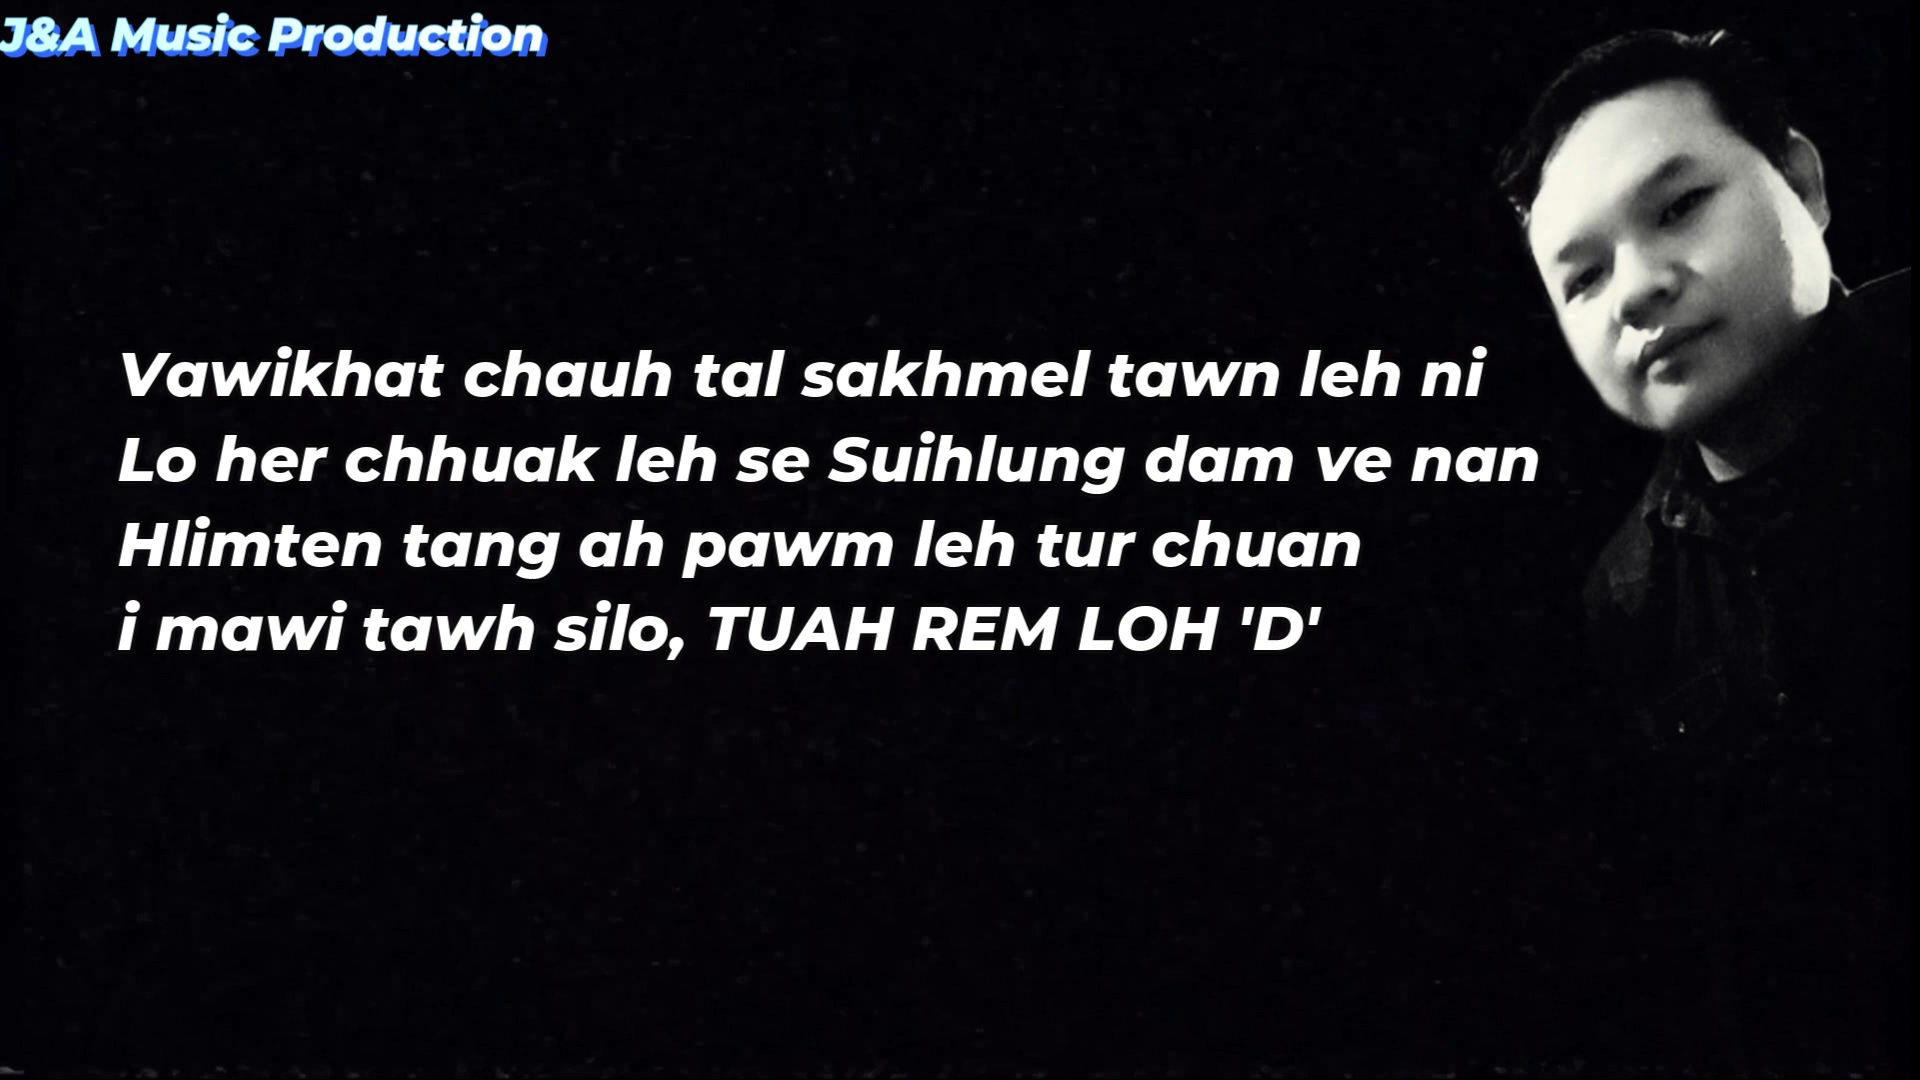 J&A Music Production
Vawikhat chauh tal sakhmel tawn leh ni
Lo her chhuak leh se Suihlung dam ve nan
Hlimten tang ah pawm leh tur chuan
i mawi tawh silo, TUAH REM LOH 'D'